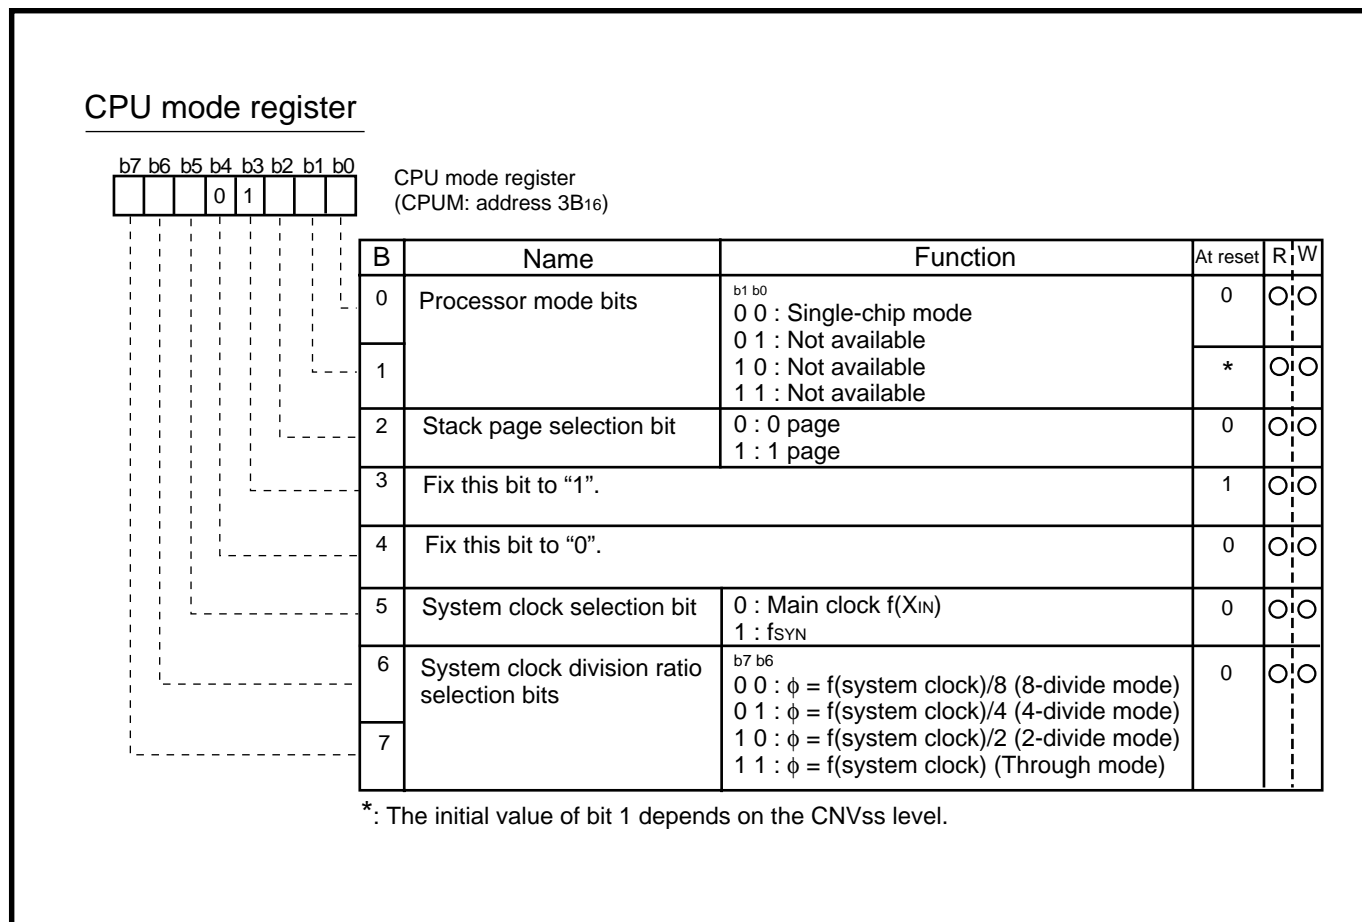 CPU mode register
b7 b6 b5 b4 b3 b2 b1 b0
0 1
CPU mode register
(CPUM: address 3B16)
B Name Function At reset R W
0 Processor mode bits b1 b0 0
0 0 : Single-chip mode
0 1 : Not available
1 1 0 : Not available *
1 1 : Not available
2 Stack page selection bit 0 : 0 page 0
1 : 1 page
3 Fix this bit to “1”. 1
4 Fix this bit to “0”. 0
5 System clock selection bit 0 : Main clock f(XIN) 0
1 : fSYN
6 System clock division ratio b7 b6 0
selection bits 0 0 : ϕ = f(system clock)/8 (8-divide mode)
0 1 : ϕ = f(system clock)/4 (4-divide mode)
7 1 0 : ϕ = f(system clock)/2 (2-divide mode)
1 1 : ϕ = f(system clock) (Through mode)
*: The initial value of bit 1 depends on the CNVss level.